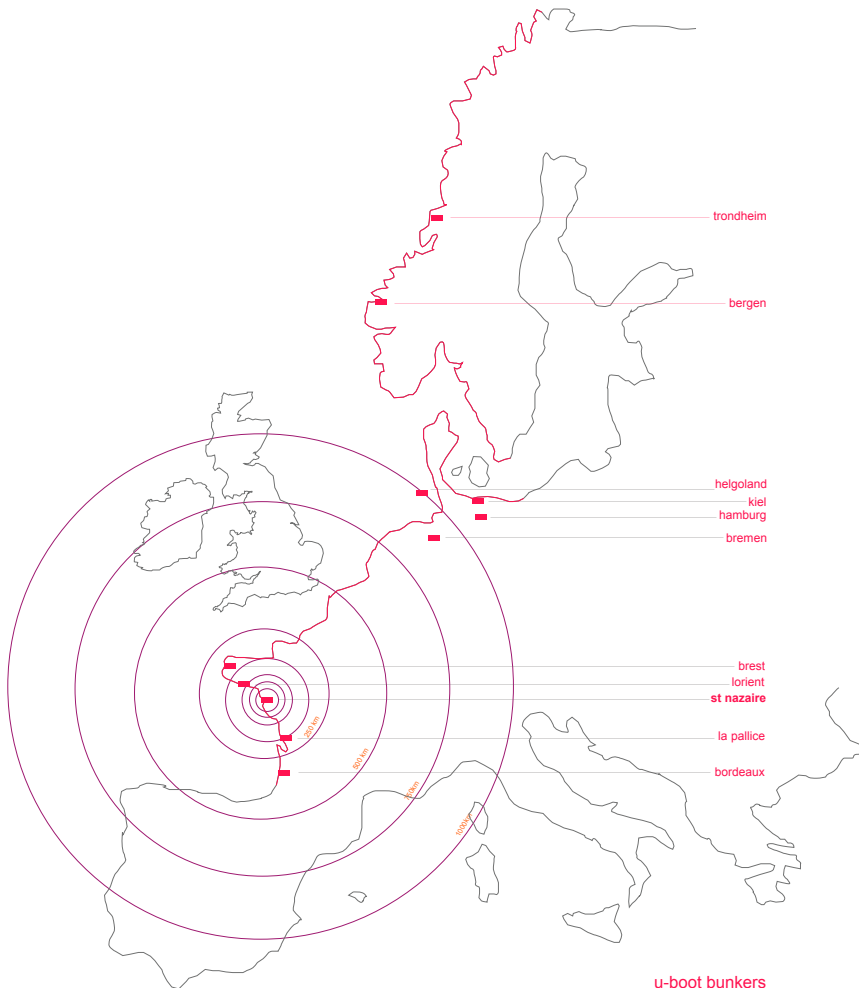 trondheim
bergen
helgoland
kiel
hamburg
bremen
brest
lorient
st nazaire
la pallice
bordeaux
250 km
500 km
750km
1000km
u-boot bunkers